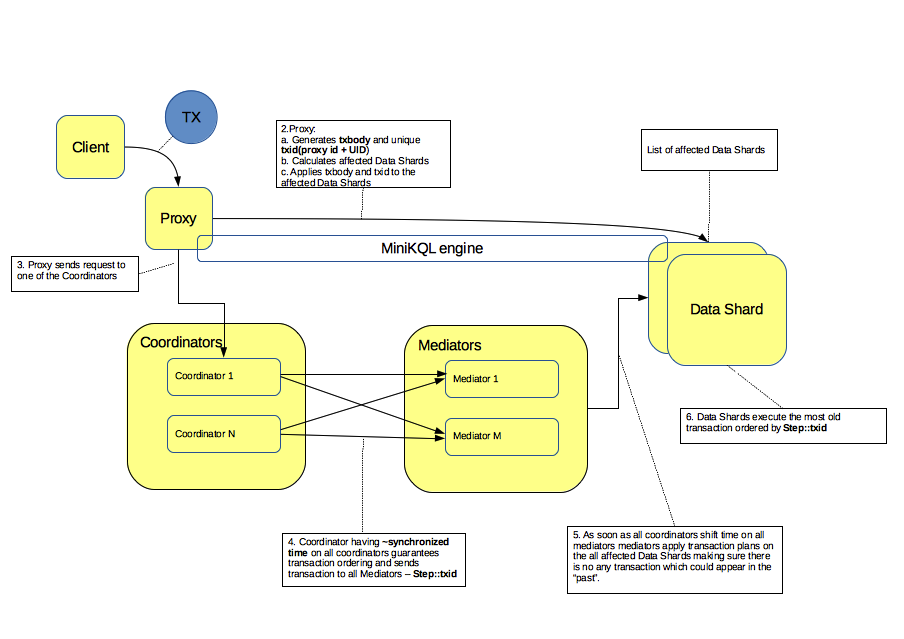 TX
Client
2.Proxy:
a. Generates txbody and unique
txid(proxy id + UID)
b. Calculates affected Data Shards
c. Applies txbody and txid to the
affected Data Shards
List of affected Data Shards
Proxy
MiniKQL engine
3. Proxy sends request to
one of the Coordinators
Data Shard
Coordinators
Coordinator 1
Coordinator N
Mediators
Mediator 1
Mediator M
6. Data Shards execute the most old
transaction ordered by Step::txid
4. Coordinator having ~synchronized
time on all coordinators guarantees
transaction ordering and sends
transaction to all Mediators – Step::txid
5. As soon as all coordinators shift time on all
mediators mediators apply transaction plans on
the all affected Data Shards making sure there
is no any transaction which could appear in the
"past".